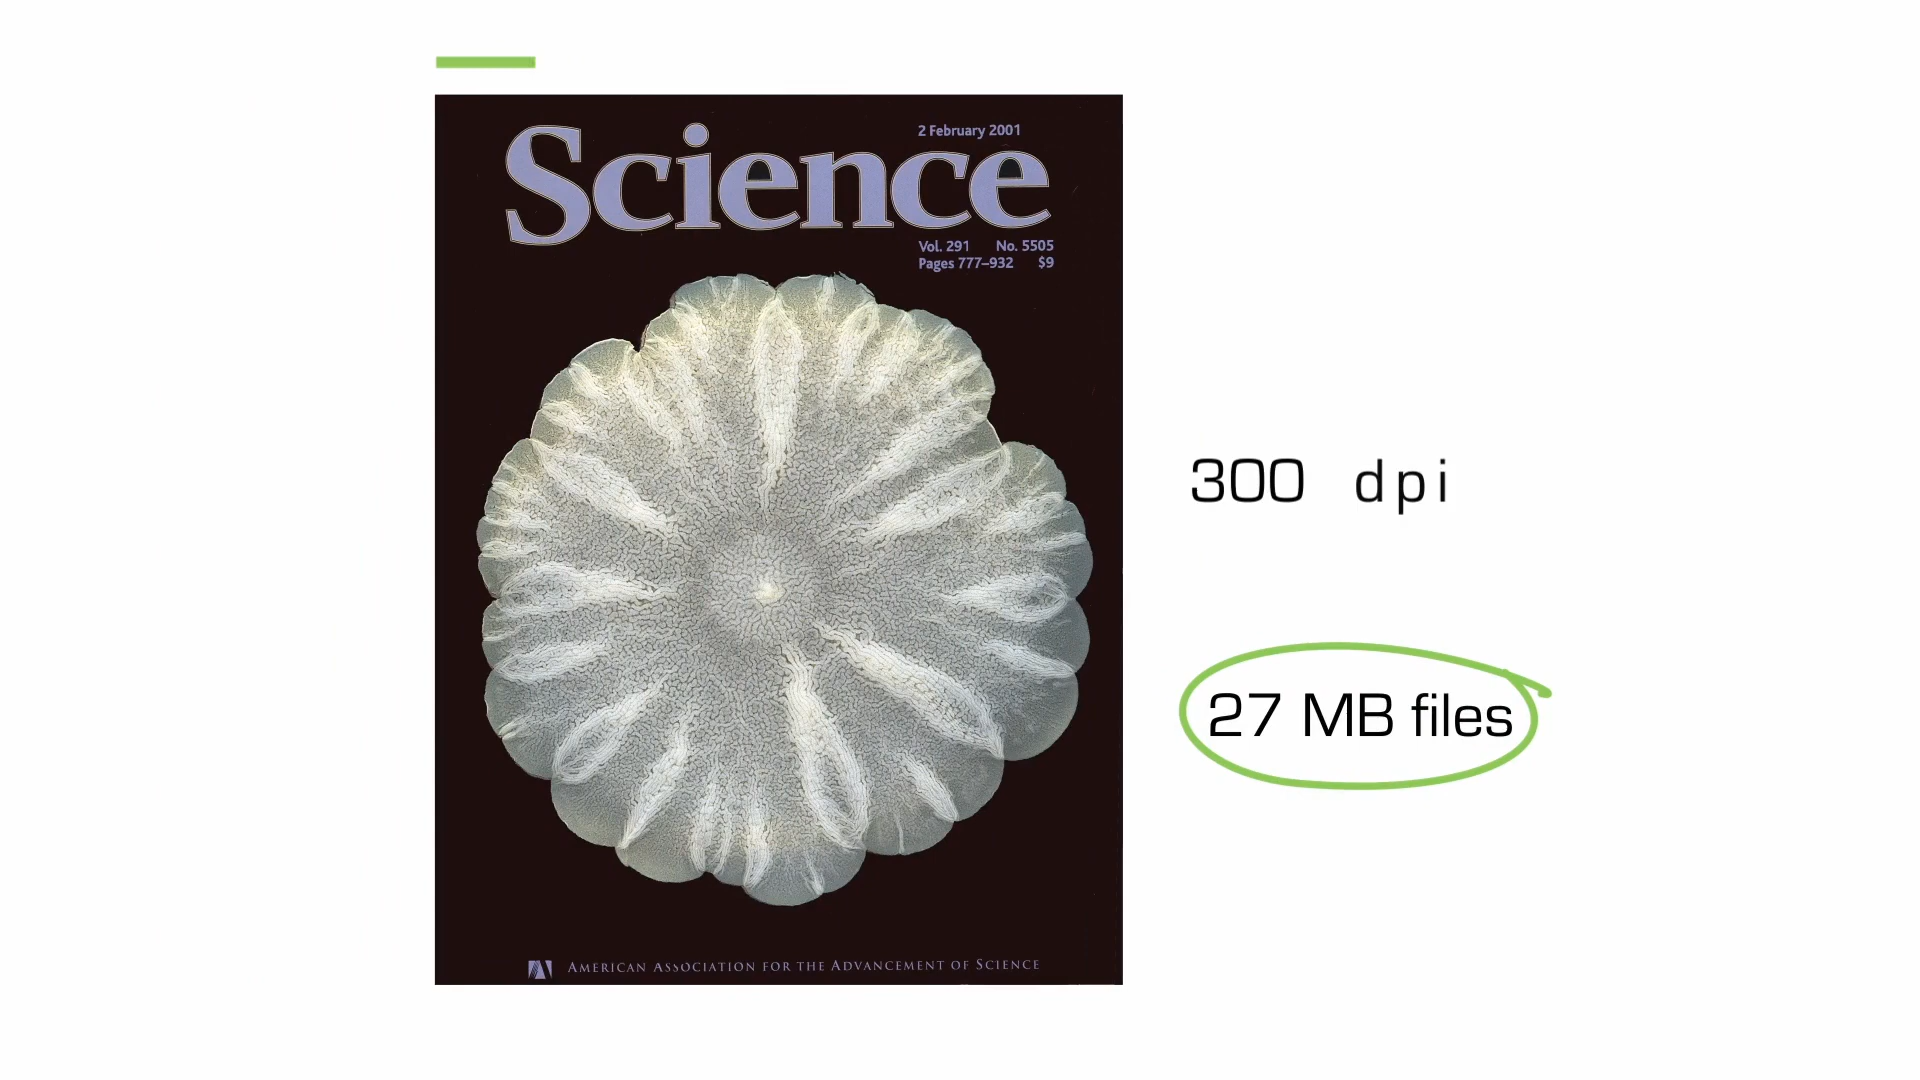 2 February 2001
Science
Vol. 291 No. 5505
Pages 777–932 $9
300 dpi
27 MB files
AMERICAN ASSOCIATION FOR THE ADVANCEMENT OF SCIENCE